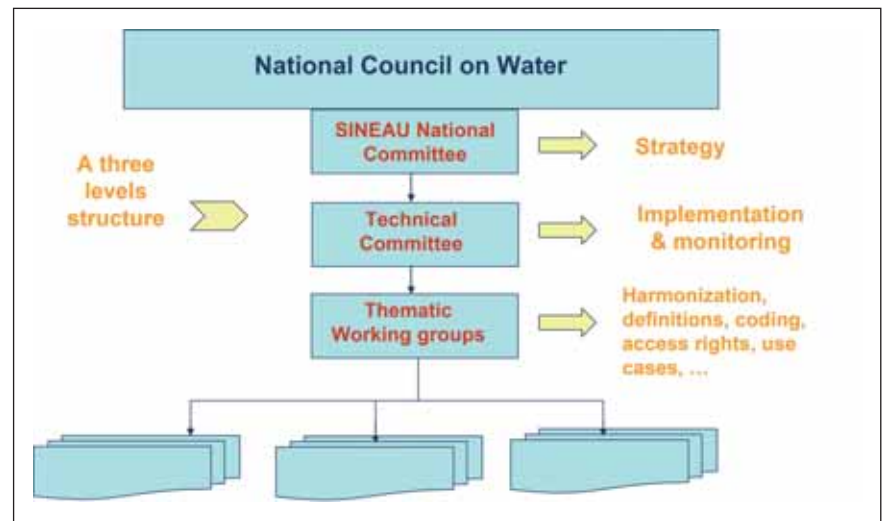 National Council on Water
SINEAU National
Committee
Strategy
A three
levels
structure
Technical
Committee
Implementation
& monitoring
Thematic
Working groups
Harmonization,
definitions, coding,
access rights, use
cases, ...